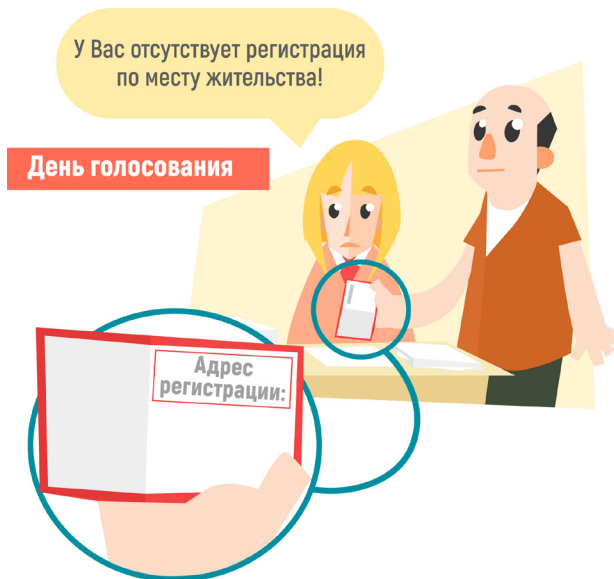 У Вас отсутствует регистрация
по месту жительства!
День голосования
Адрес
регистрации: